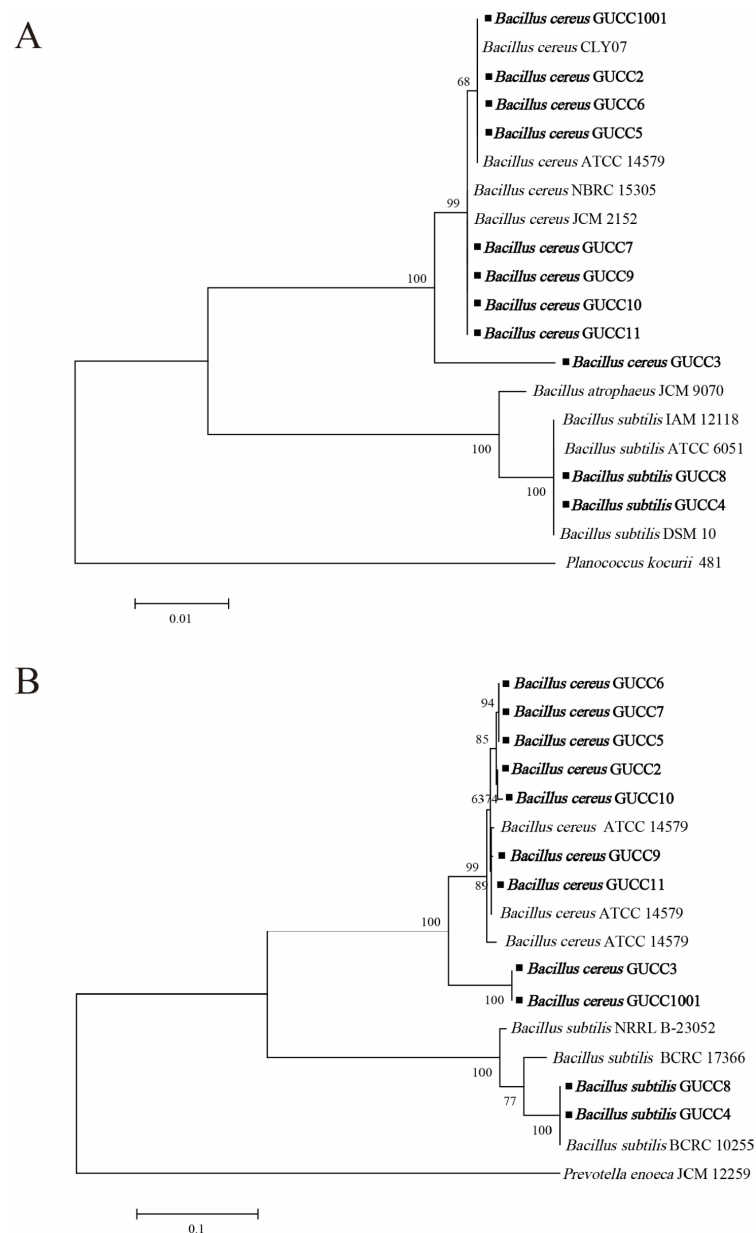 A
■ Bacillus cereus GUCC1001
Bacillus cereus CLY07
68
■ Bacillus cereus GUCC2
■ Bacillus cereus GUCC6
■ Bacillus cereus GUCC5
Bacillus cereus ATCC 14579
Bacillus cereus NBRC 15305
99
Bacillus cereus JCM 2152
■ Bacillus cereus GUCC7
■ Bacillus cereus GUCC9
100
■ Bacillus cereus GUCC10
■ Bacillus cereus GUCC11
■ Bacillus cereus GUCC3
Bacillus atrophaeus JCM 9070
Bacillus subtilis IAM 12118
100
Bacillus subtilis ATCC 6051
■ Bacillus subtilis GUCC8
100
■ Bacillus subtilis GUCC4
Bacillus subtilis DSM 10
Planococcus kocurii 481
0.01
B
■ Bacillus cereus GUCC6
94
■ Bacillus cereus GUCC7
85
■ Bacillus cereus GUCC5
■ Bacillus cereus GUCC2
6374
■ Bacillus cereus GUCC10
Bacillus cereus ATCC 14579
■ Bacillus cereus GUCC9
99
89
■ Bacillus cereus GUCC11
Bacillus cereus ATCC 14579
100
Bacillus cereus ATCC 14579
■ Bacillus cereus GUCC3
100
■ Bacillus cereus GUCC1001
Bacillus subtilis NRRL B-23052
Bacillus subtilis BCRC 17366
100
■ Bacillus subtilis GUCC8
77
■ Bacillus subtilis GUCC4
100
Bacillus subtilis BCRC 10255
Prevotella enoeca JCM 12259
0.1